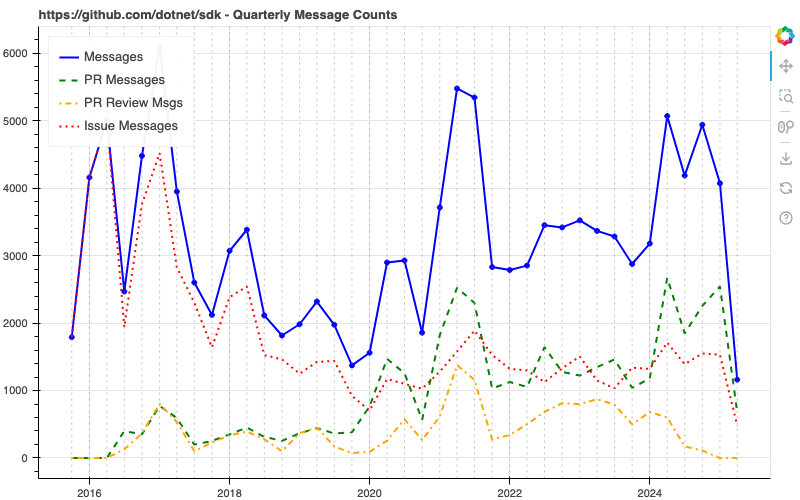 https://github.com/dotnet/sdk - Quarterly Message Counts
6000
5000
4000
3000
2000
1000
0
Messages
PR Messages
PR Review Msgs
Issue Messages
2016
2018
2020
2022
2024